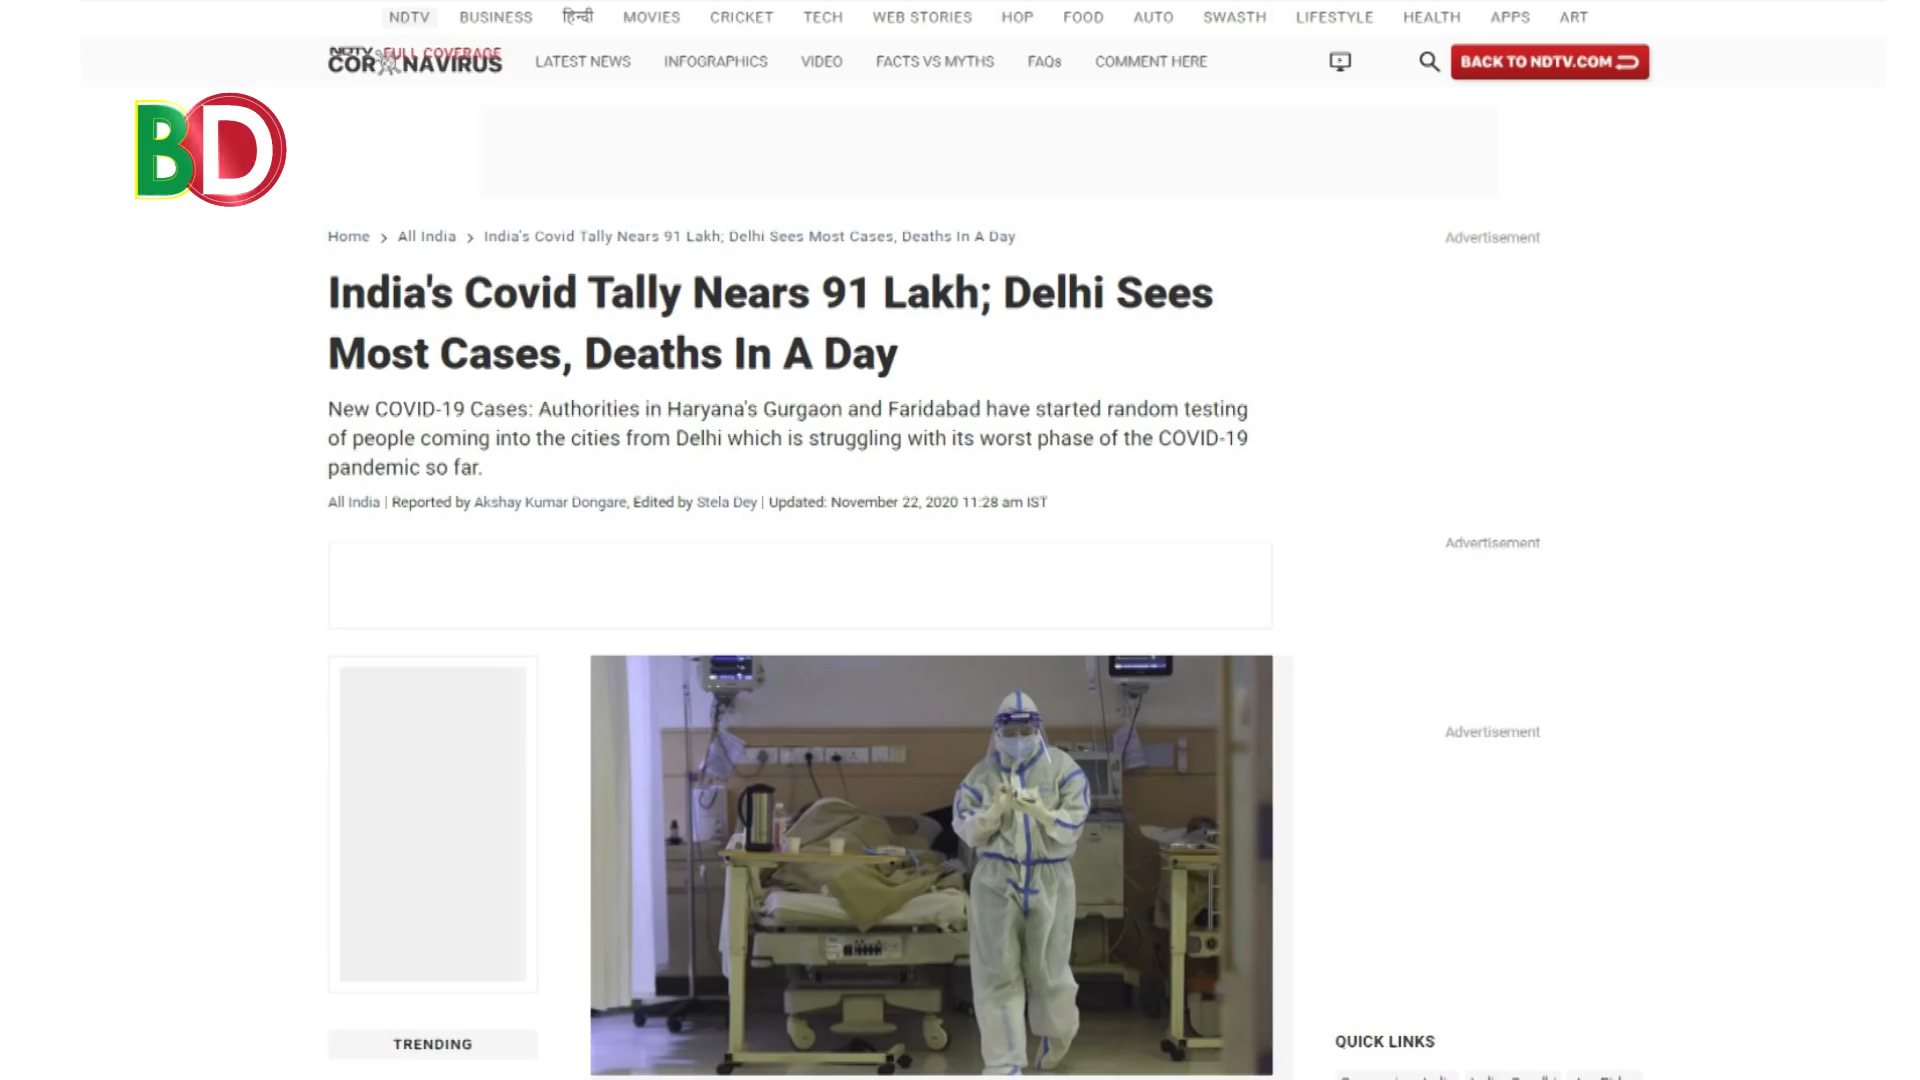 NDTV BUSINESS हिन्दी MOVIES CRICKET TECH WEB STORIES HOP FOOD AUTO SWASTH LIFESTYLE HEALTH APPS ART
NDTV FULL COVERAGE
CORONAVIRUS LATEST NEWS INFOGRAPHICS VIDEO FACTS VS MYTHS FAQs COMMENT HERE BACK TO NDTV.COM
BD
Home > All India > India's Covid Tally Nears 91 Lakh; Delhi Sees Most Cases, Deaths In A Day
Advertisement
India's Covid Tally Nears 91 Lakh; Delhi Sees
Most Cases, Deaths In A Day
New COVID-19 Cases: Authorities in Haryana's Gurgaon and Faridabad have started random testing
of people coming into the cities from Delhi which is struggling with its worst phase of the COVID-19
pandemic so far.
All India | Reported by Akshay Kumar Dongare, Edited by Stela Dey | Updated: November 22, 2020 11:28 am IST
Advertisement
Advertisement
TRENDING
QUICK LINKS